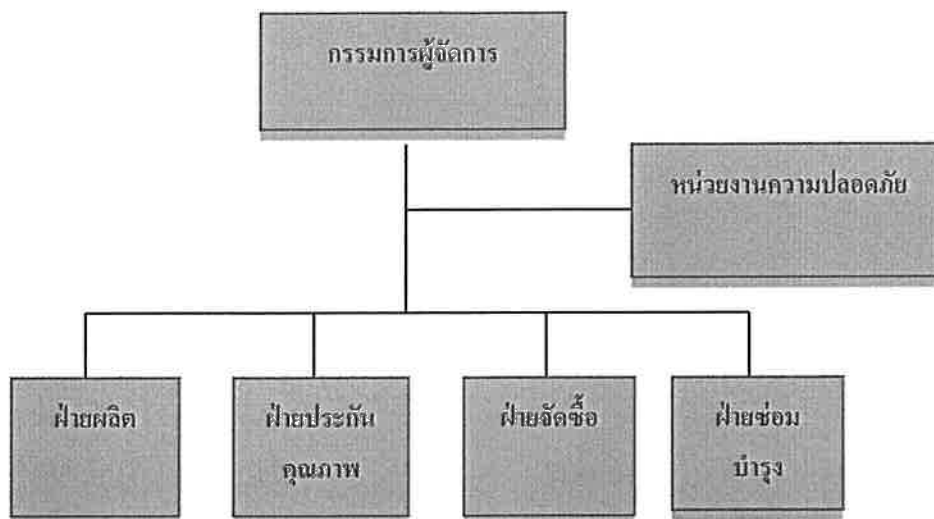 กรรมการผู้จัดการ
หน่วยงานความปลอดภัย
ฝ่ายผลิต
ฝ่ายประกัน
คุณภาพ
ฝ่ายจัดซื้อ
ฝ่ายซ่อม
บำรุง